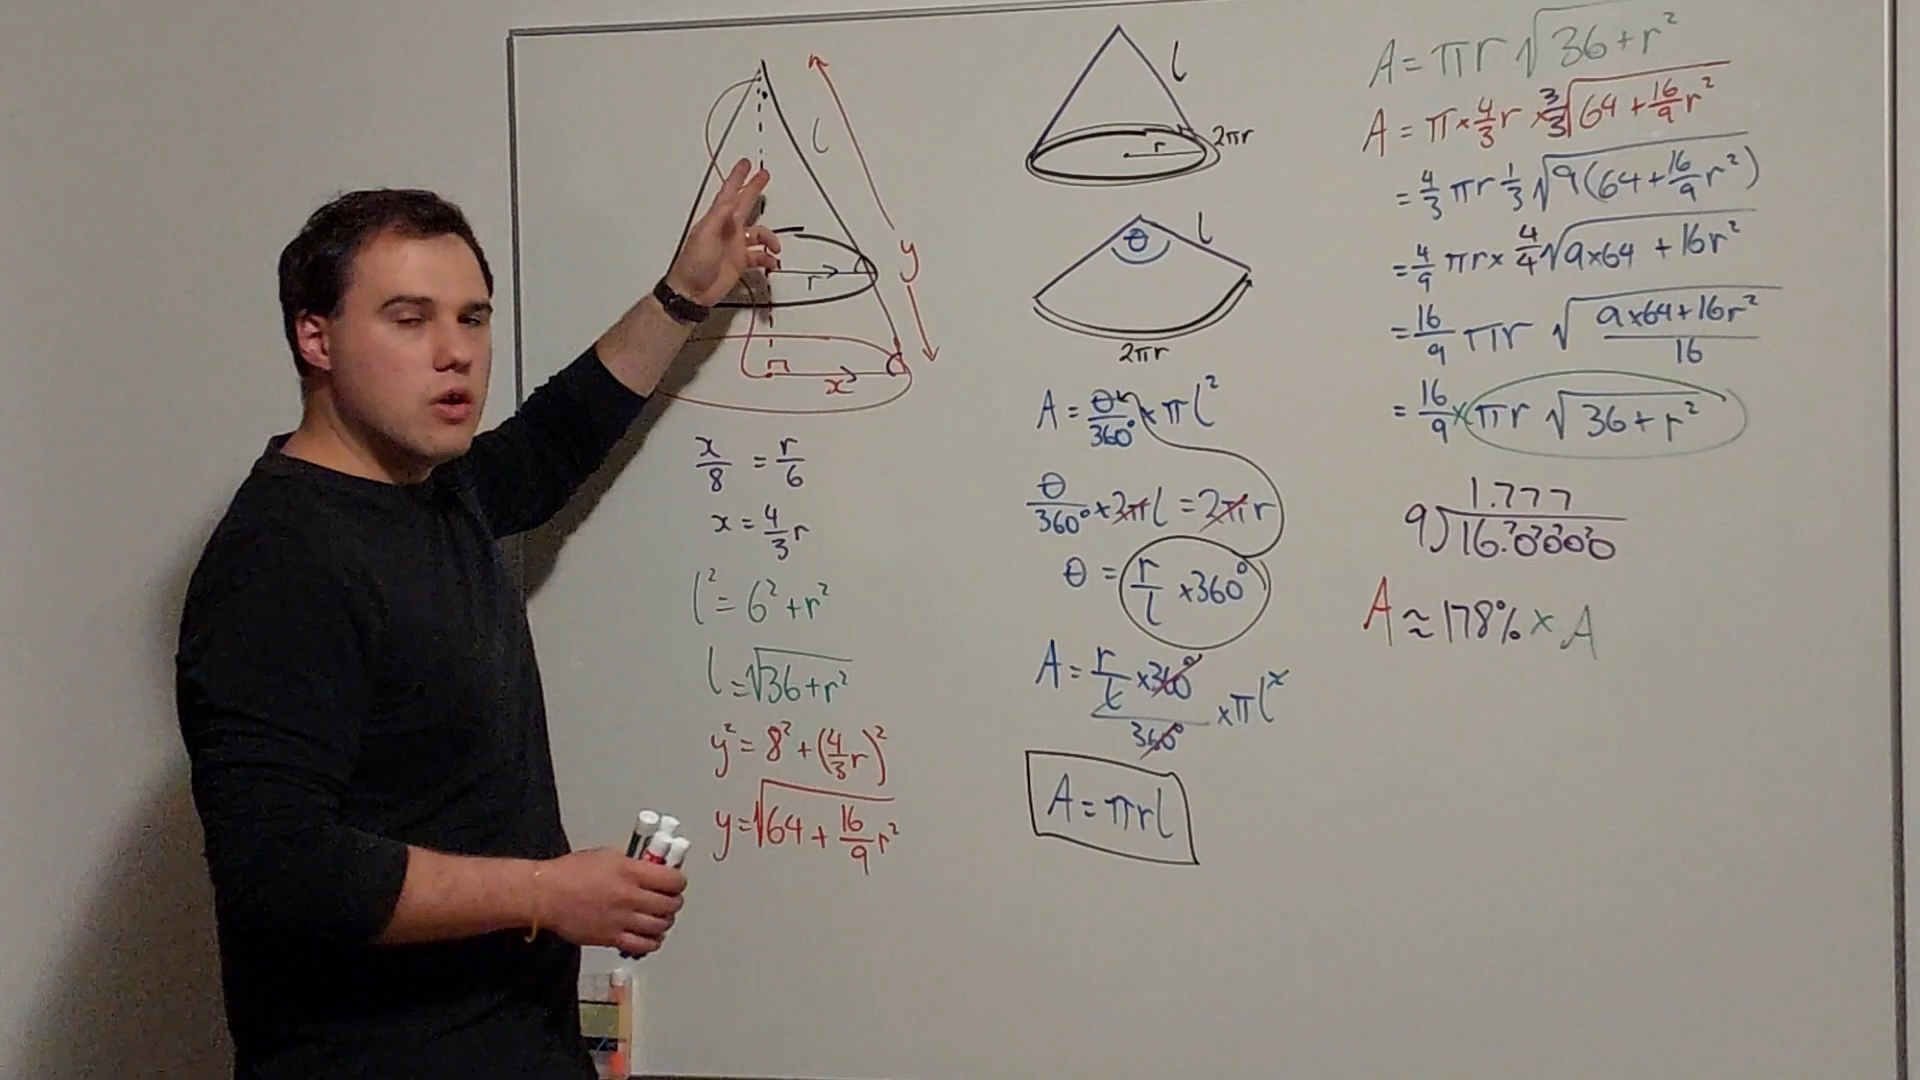 l
y
r
x
x/8 = r/6
x = 4/3 r
l² = 6² + r²
l = √(36 + r²)
y² = 8² + (4/3 r)²
y = √(64 + 16/9 r²)
l
r
2πr
θ
l
2πr
A = θ/360° × πl²
θ/360° × 2πl = 2πr
θ = r/l × 360°
A = (r/l × 360°)/360° × πl²
A = πrl
A = πr √(36 + r²)
A = π × 4/3 r × 3/3 √(64 + 16/9 r²)
= 4/3 πr 1/3 √(9(64 + 16/9 r²))
= 4/9 πr × 4/4 √(9×64 + 16r²)
= 16/9 πr √((9×64 + 16r²)/16)
= 16/9 × πr √(36 + r²)
1.777
9)16.0000
A ≈ 178% × A